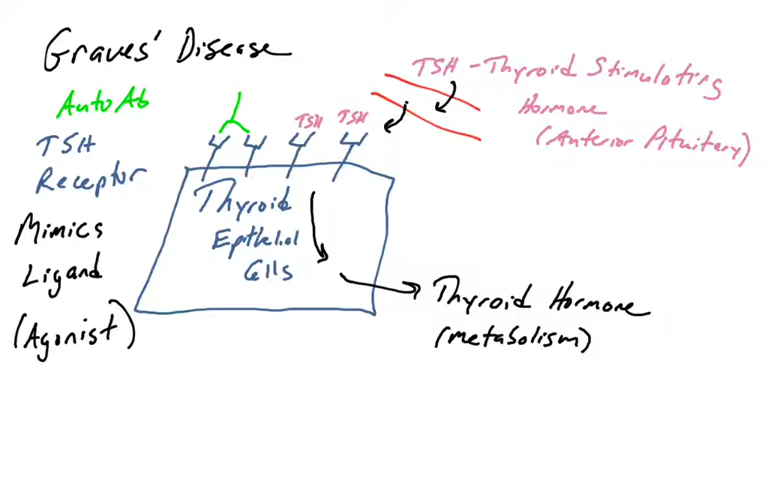 Graves' Disease
TSH - Thyroid Stimulating
Hormone
(Anterior Pituitary)
AutoAb
TSH
Receptor
TSH TSH
Mimics
Ligand
(Agonist)
Thyroid
Epithelial
Cells
Thyroid Hormone
(metabolism)